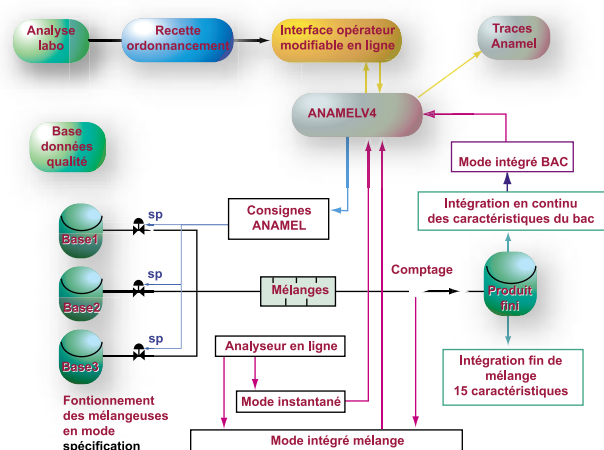 Analyse
labo
Recette
ordonnancement
Interface opérateur
modifiable en ligne
Traces
Anamel
ANAMELV4
Base
données
qualité
Mode intégré BAC
Consignes
ANAMEL
Intégration en continu
des caractéristiques du bac
sp
Base1
sp
Base2
Mélanges
Comptage
Produit
fini
sp
Base3
Analyseur en ligne
Mode instantané
Intégration fin de
mélange
15 caractéristiques
Fontionnement
des mélangeuses
en mode
spécification
Mode intégré mélange